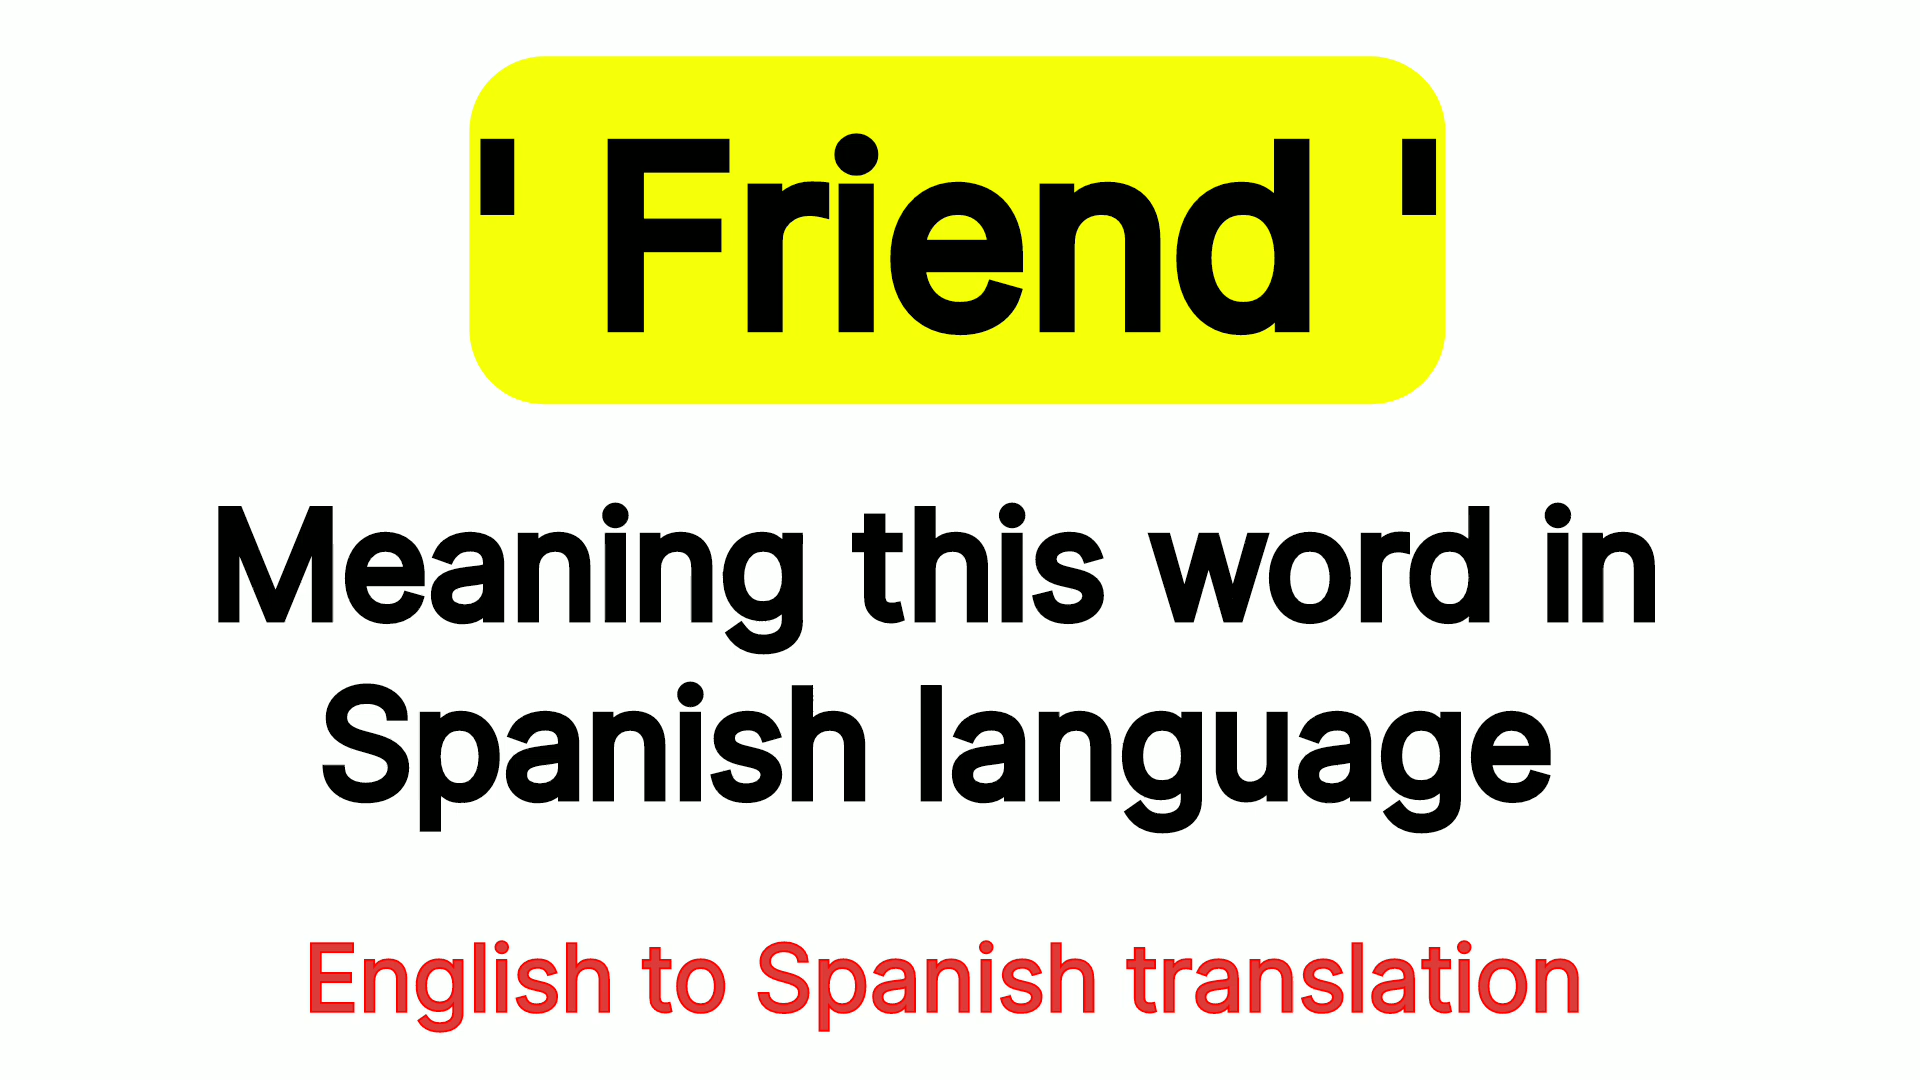 ' Friend '
Meaning this word in
Spanish language
English to Spanish translation